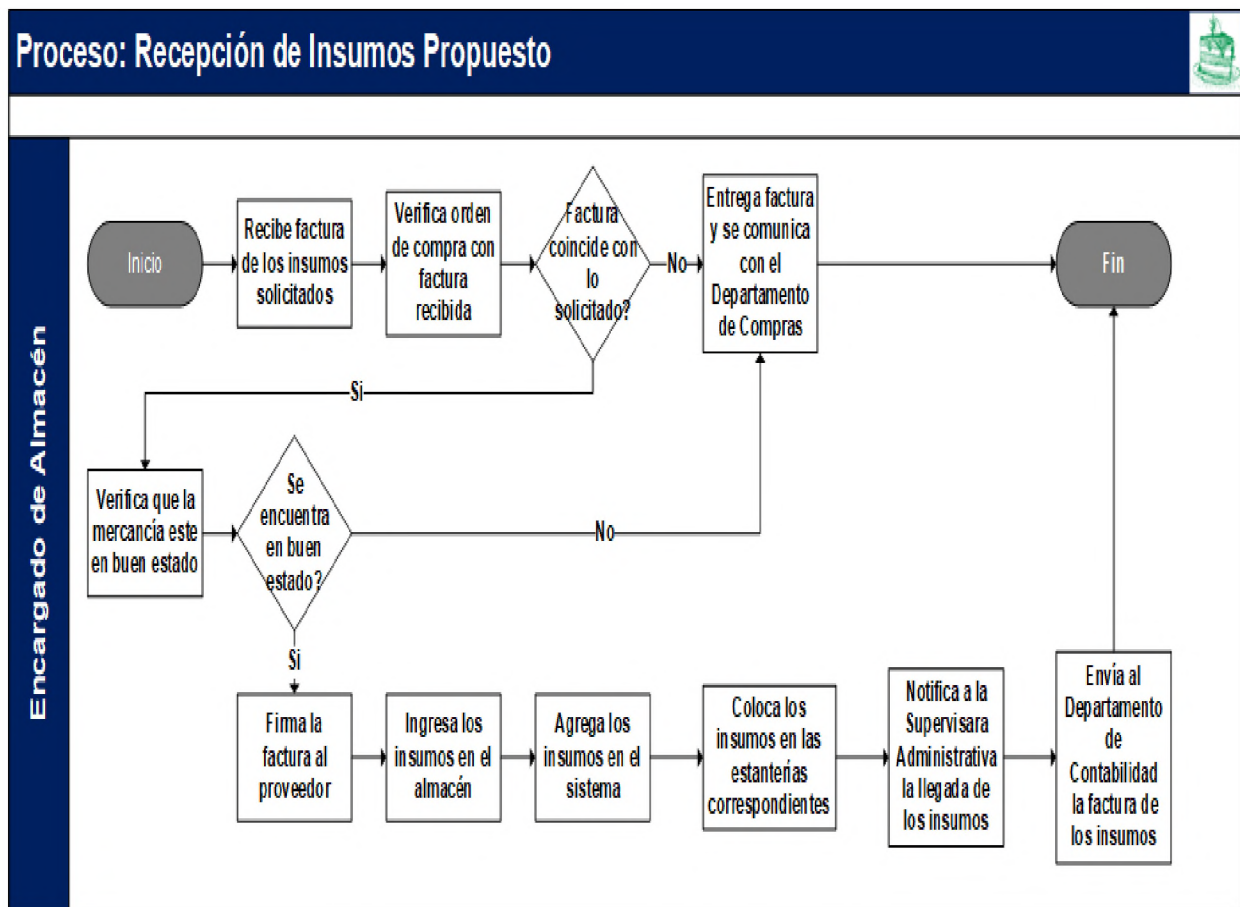 Proceso: Recepción de Insumos Propuesto
Encargado de Almacén
Inicio
Recibe factura
de los insumos
solicitados
Verifica orden
de compra con
factura
recibida
Factura
coincide con
lo
solicitado?
No
Entrega factura
y se comunica
con el
Departamento
de Compras
Fin
Si
Verifica que la
mercancía este
en buen estado
Se
encuentra
en buen
estado?
No
Si
Firma la
factura al
proveedor
Ingresa los
insumos en el
almacén
Agrega los
insumos en el
sistema
Coloca los
insumos en las
estanterías
correspondientes
Notifica a la
Supervisara
Administrativa
la llegada de
los insumos
Envía al
Departamento
de
Contabilidad
la factura de
los insumos